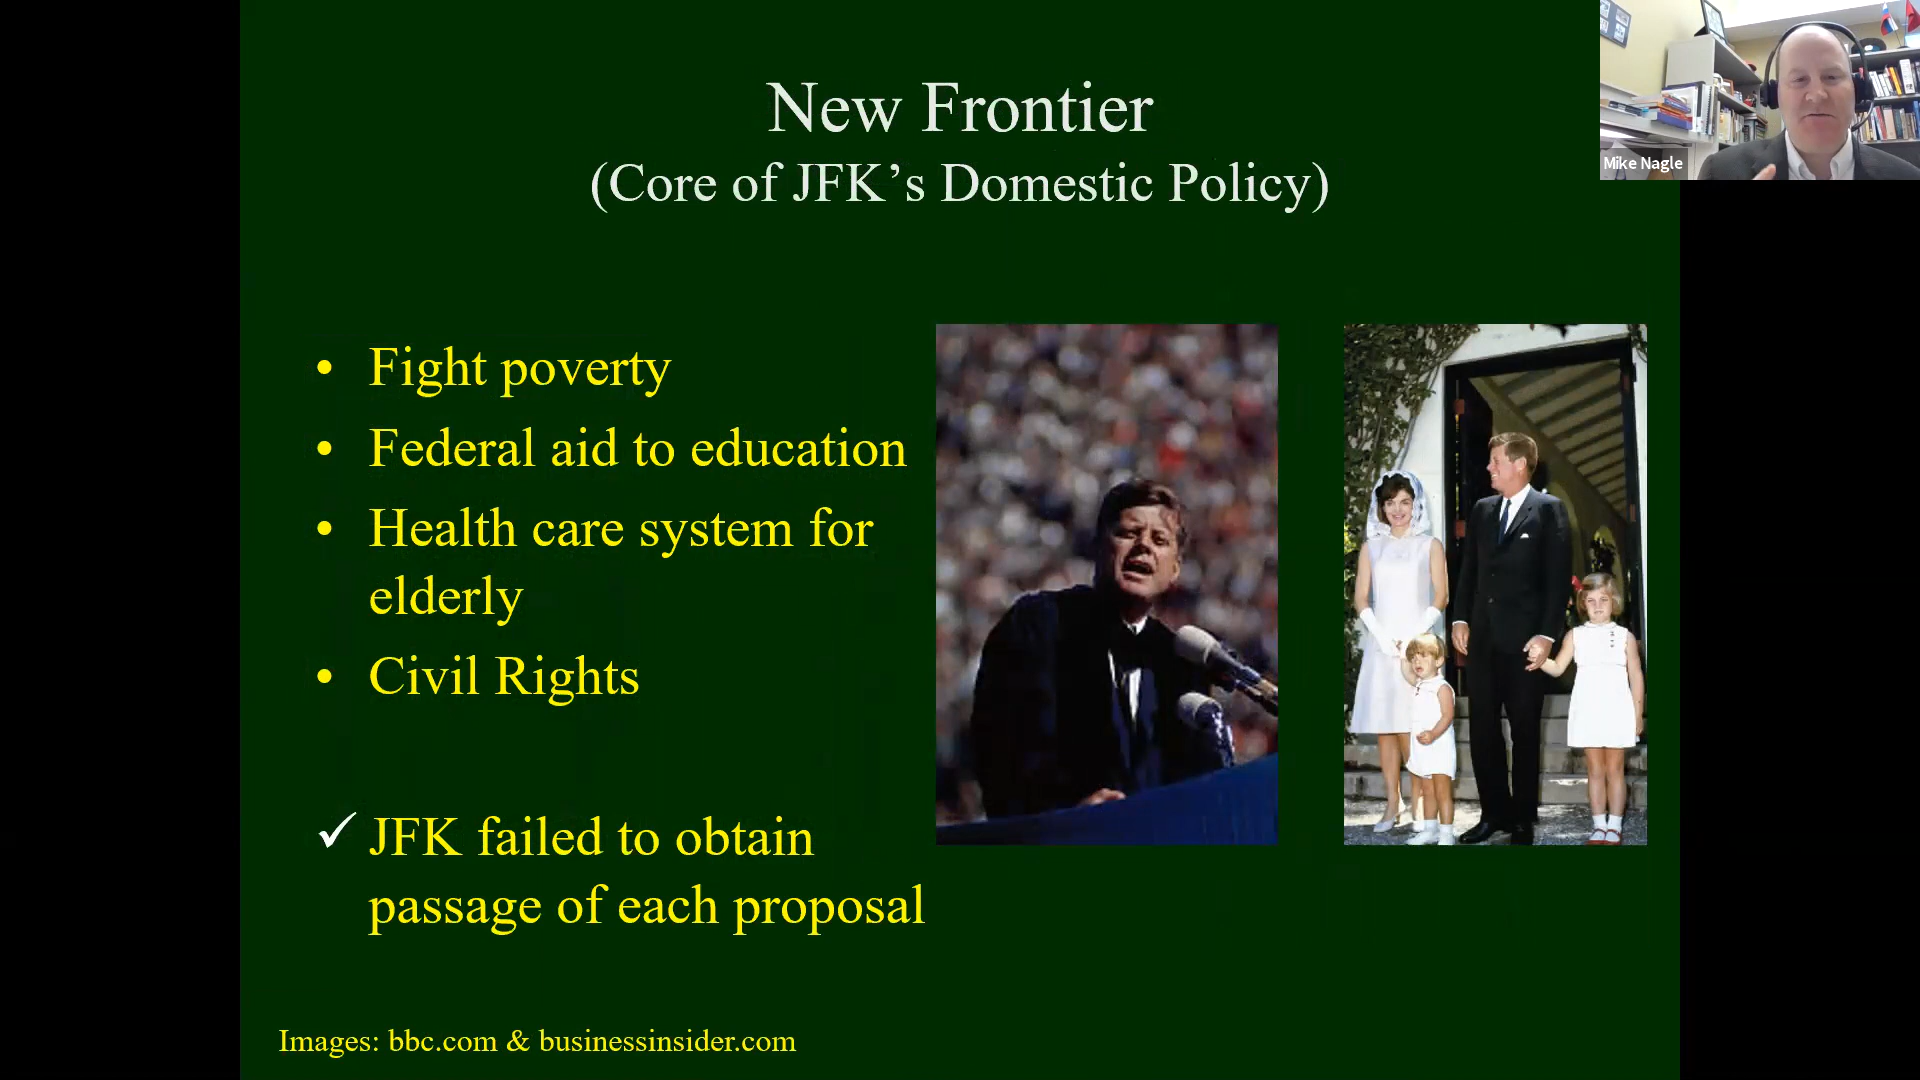 New Frontier
(Core of JFK’s Domestic Policy)
Mike Nagle
• Fight poverty
• Federal aid to education
• Health care system for
elderly
• Civil Rights
✓ JFK failed to obtain
passage of each proposal
Images: bbc.com & businessinsider.com